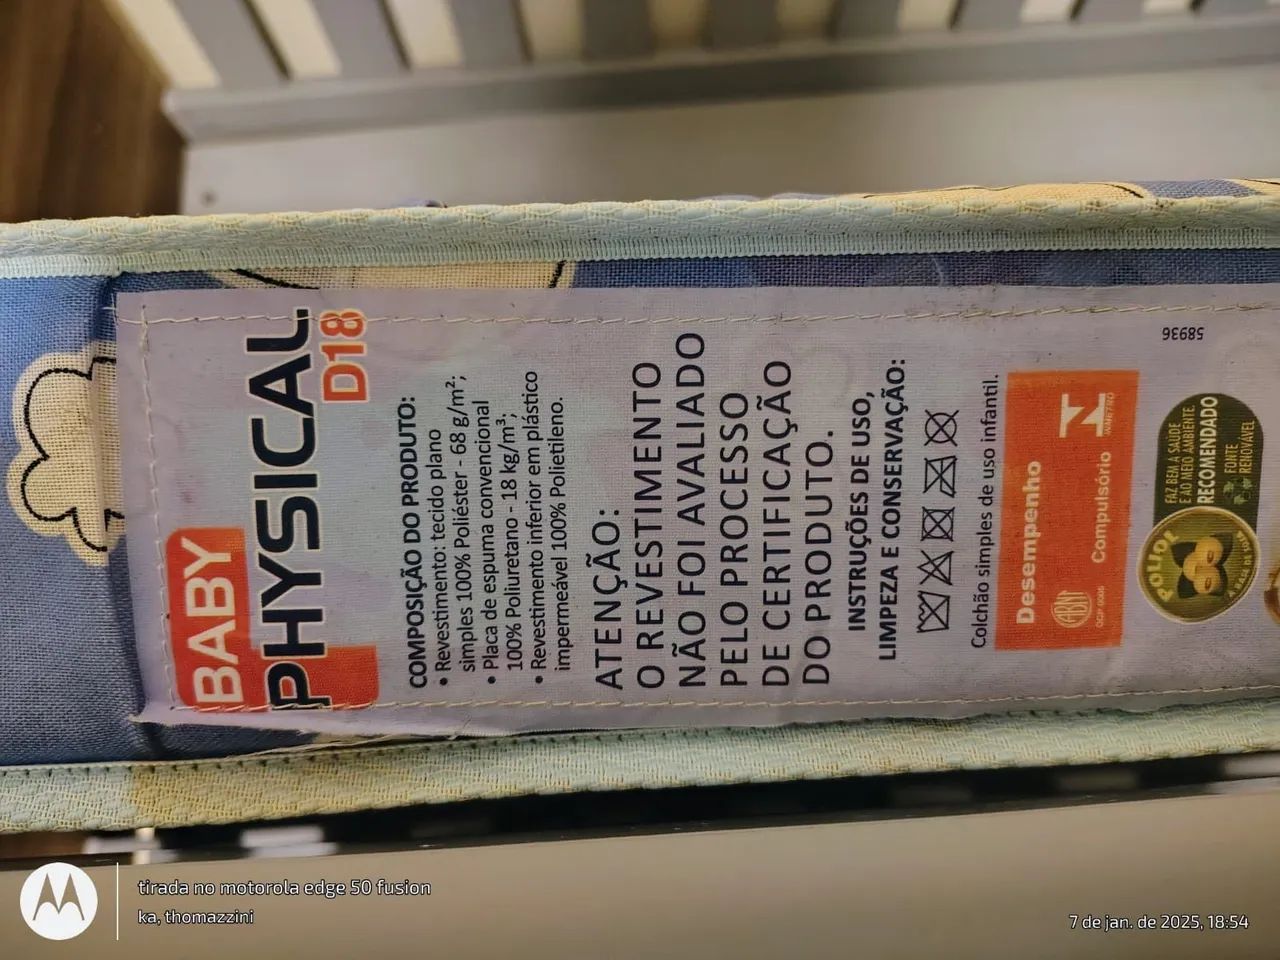 BABY
PHYSICAL
D18
COMPOSIÇÃO DO PRODUTO:
• Revestimento: tecido plano
simples 100% Poliéster - 68 g/m²;
• Placa de espuma convencional
100% Poliuretano - 18 kg/m³;
• Revestimento inferior em plástico
impermeável 100% Polietileno.
ATENÇÃO:
O REVESTIMENTO
NÃO FOI AVALIADO
PELO PROCESSO
DE CERTIFICAÇÃO
DO PRODUTO.
INSTRUÇÕES DE USO,
LIMPEZA E CONSERVAÇÃO:
Colchão simples de uso infantil.
Desempenho
ABNT
OCP 0005
Compulsório
INMETRO
58936
POLIOL
FAZ BEM À SAÚDE
E AO MEIO AMBIENTE
RECOMENDADO
FONTE
RENOVÁVEL
tirada no motorola edge 50 fusion
ka, thomazzini
7 de jan. de 2025, 18:54